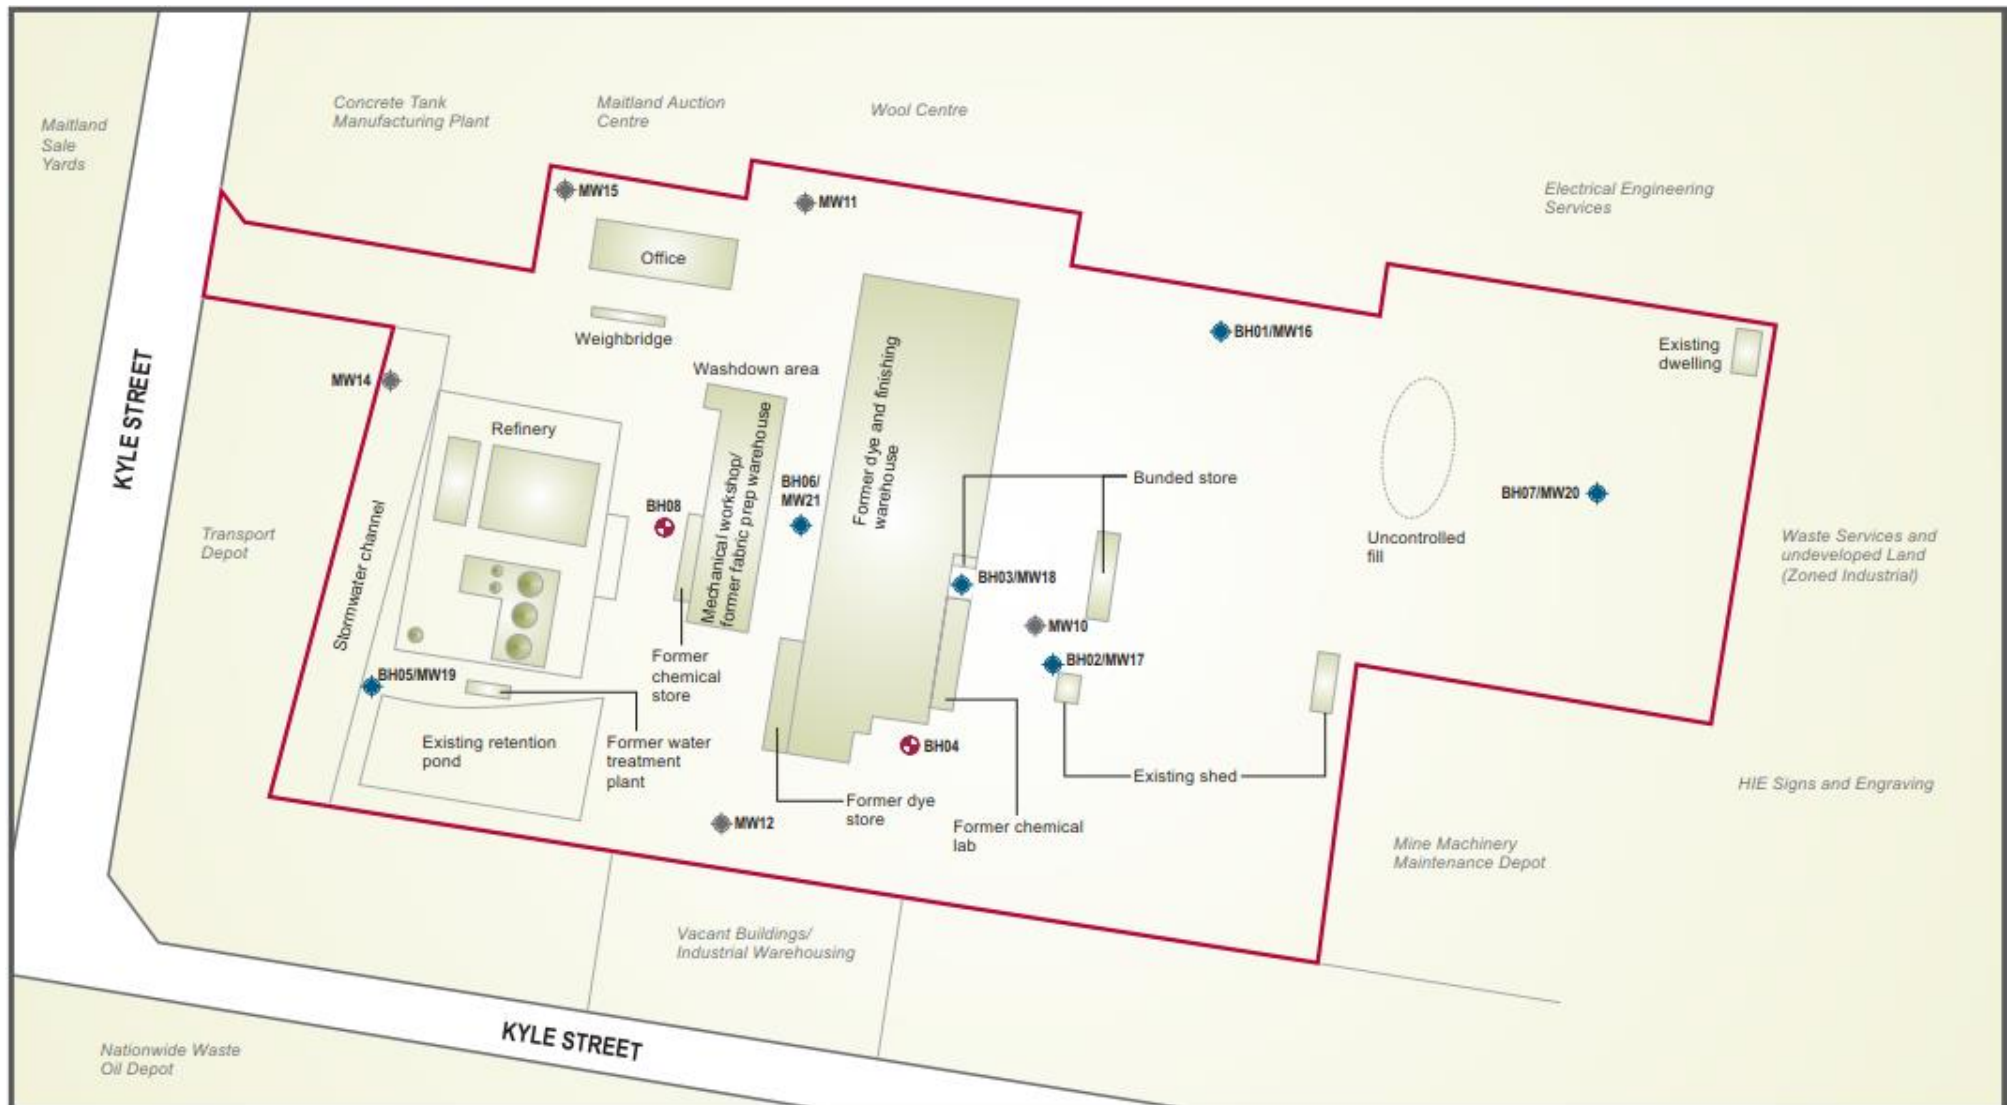 Maitland
Sale
Yards
Concrete Tank
Manufacturing Plant
Maitland Auction
Centre
Wool Centre
Electrical Engineering
Services
MW15
MW11
Office
Weighbridge
BH01/MW16
Existing
dwelling
KYLE STREET
MW14
Washdown area
Refinery
Mechanical workshop/
former fabric prep warehouse
Former dye and finishing
warehouse
BH06/
MW21
BH08
Bunded store
BH07/MW20
Transport
Depot
Stormwater channel
Uncontrolled
fill
Waste Services and
undeveloped Land
(Zoned Industrial)
BH03/MW18
MW10
BH02/MW17
BH05/MW19
Former
chemical
store
Existing retention
pond
Former water
treatment
plant
BH04
Existing shed
HIE Signs and Engraving
Former dye
store
MW12
Former chemical
lab
Mine Machinery
Maintenance Depot
Vacant Buildings/
Industrial Warehousing
KYLE STREET
Nationwide Waste
Oil Depot